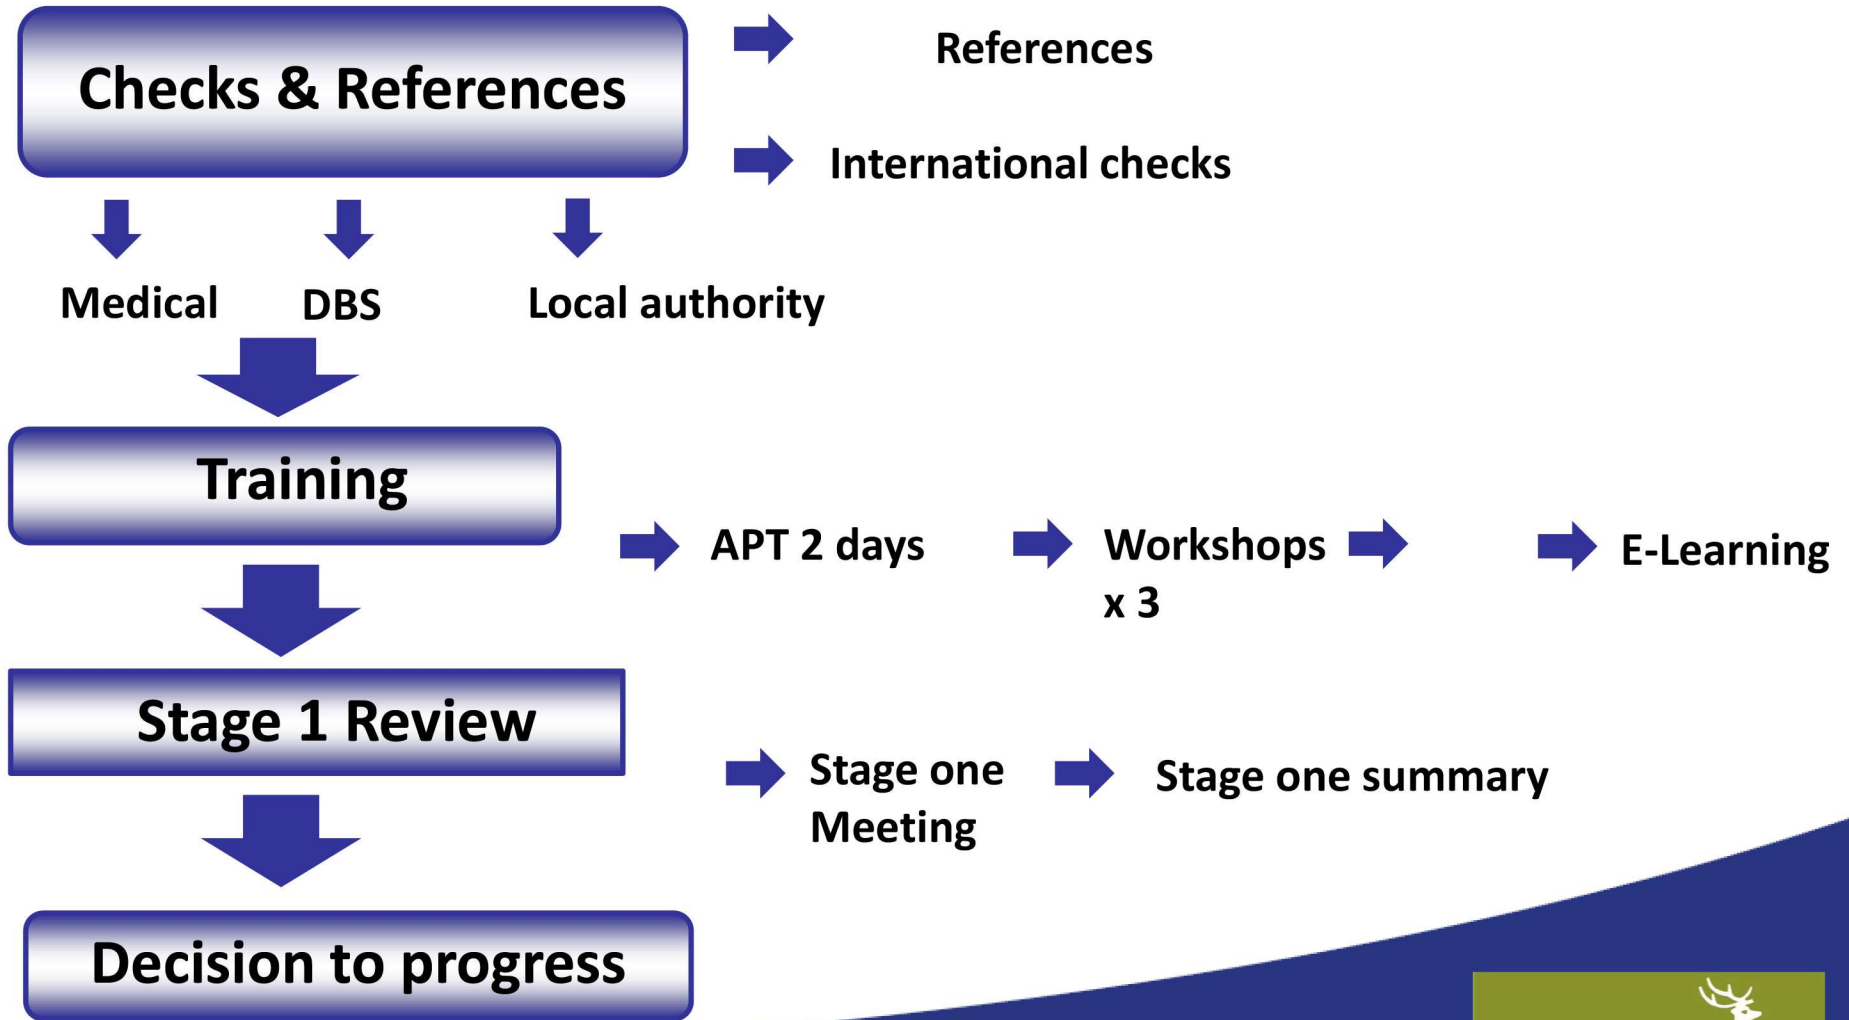 Checks & References
References
International checks
Medical
DBS
Local authority
Training
APT 2 days
Workshops
x 3
E-Learning
Stage 1 Review
Stage one
Meeting
Stage one summary
Decision to progress